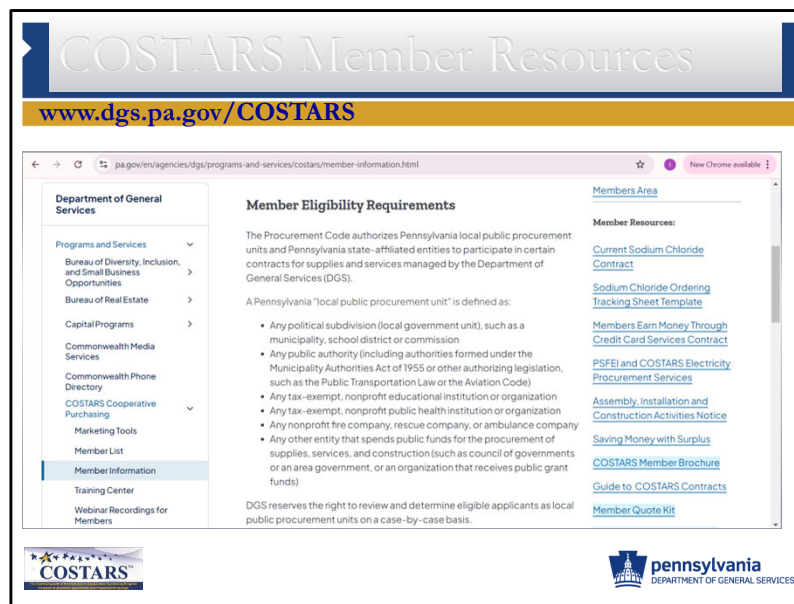 COSTARS Member Resources
www.dgs.pa.gov/COSTARS
pa.gov/en/agencies/dgs/programs-and-services/costars/member-information.html
New Chrome available
Department of General
Services
Programs and Services
Bureau of Diversity, Inclusion,
and Small Business
Opportunities
Bureau of Real Estate
Capital Programs
Commonwealth Media
Services
Commonwealth Phone
Directory
COSTARS Cooperative
Purchasing
Marketing Tools
Member List
Member Information
Training Center
Webinar Recordings for
Members
Member Eligibility Requirements
The Procurement Code authorizes Pennsylvania local public procurement
units and Pennsylvania state-affiliated entities to participate in certain
contracts for supplies and services managed by the Department of
General Services (DGS).
A Pennsylvania "local public procurement unit" is defined as:
• Any political subdivision (local government unit), such as a
municipality, school district or commission
• Any public authority (including authorities formed under the
Municipality Authorities Act of 1955 or other authorizing legislation,
such as the Public Transportation Law or the Aviation Code)
• Any tax-exempt, nonprofit educational institution or organization
• Any tax-exempt, nonprofit public health institution or organization
• Any nonprofit fire company, rescue company, or ambulance company
• Any other entity that spends public funds for the procurement of
supplies, services, and construction (such as council of governments
or an area government, or an organization that receives public grant
funds)
DGS reserves the right to review and determine eligible applicants as local
public procurement units on a case-by-case basis.
Members Area
Member Resources:
Current Sodium Chloride
Contract
Sodium Chloride Ordering
Tracking Sheet Template
Members Earn Money Through
Credit Card Services Contract
PSFEI and COSTARS Electricity
Procurement Services
Assembly, Installation and
Construction Activities Notice
Saving Money with Surplus
COSTARS Member Brochure
Guide to COSTARS Contracts
Member Quote Kit
COSTARS
pennsylvania
DEPARTMENT OF GENERAL SERVICES